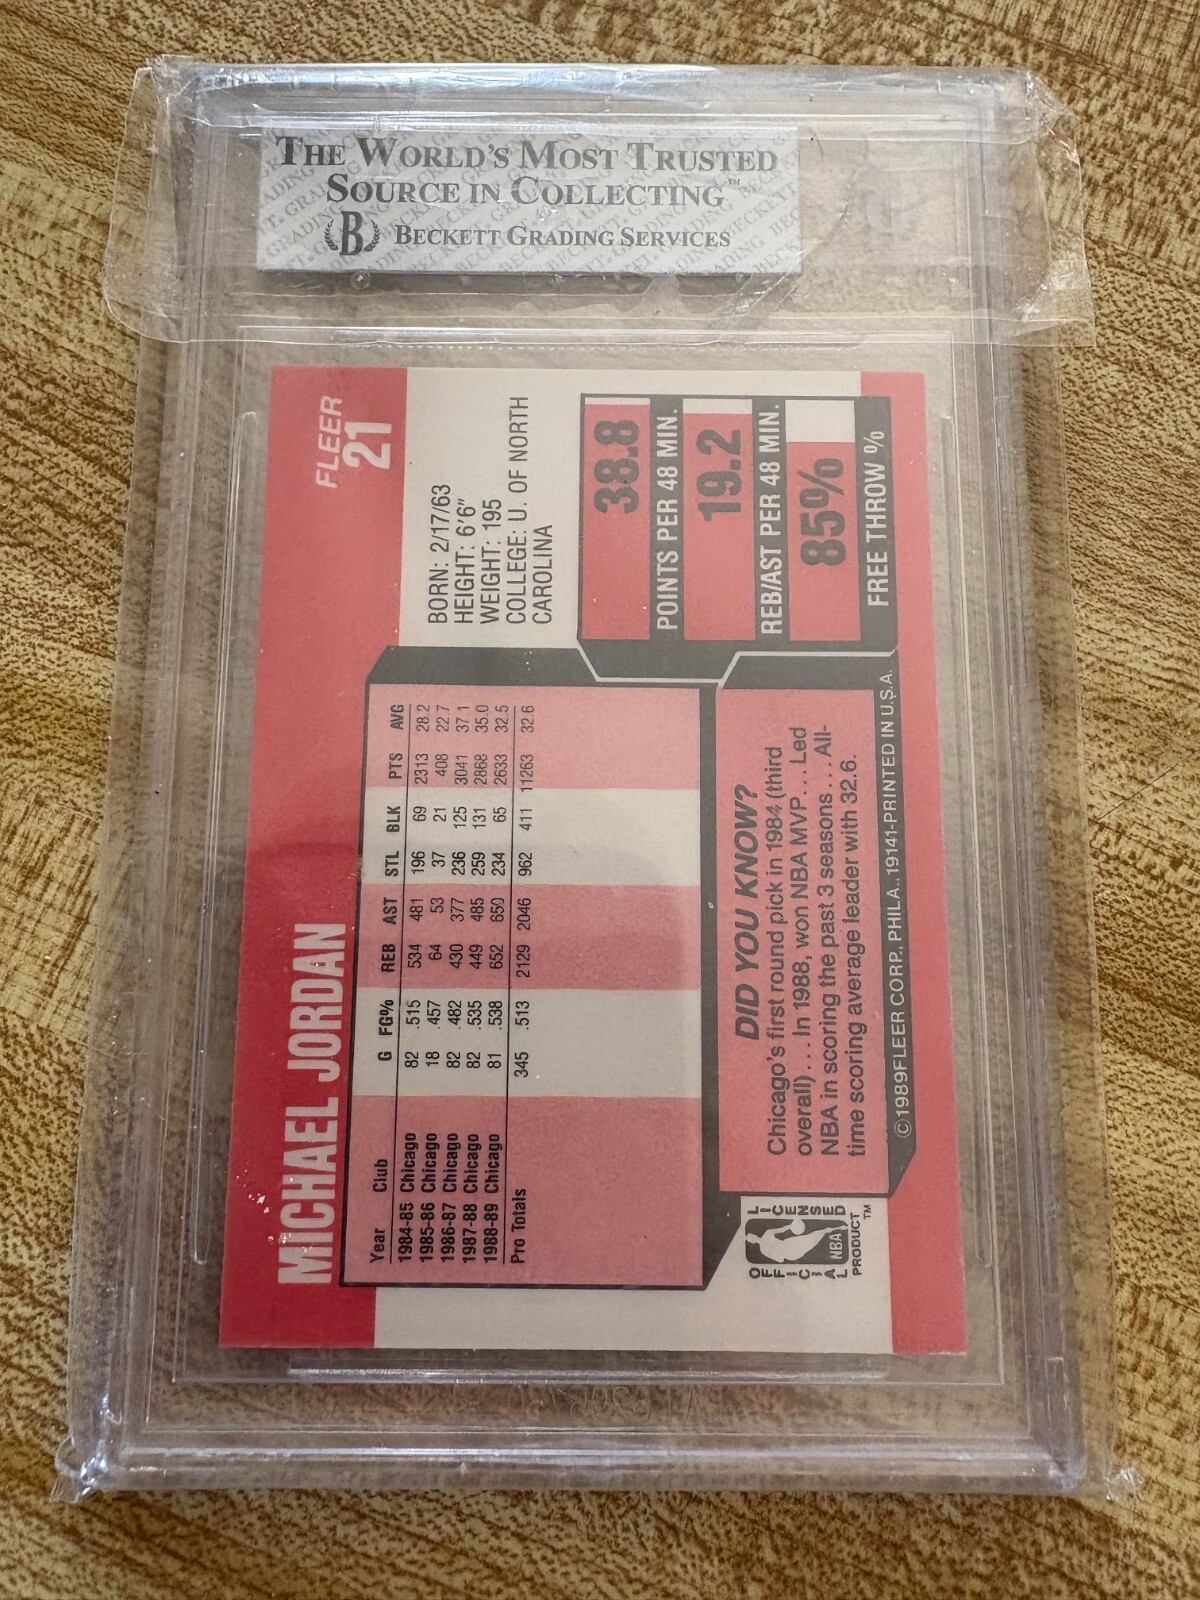 THE WORLD'S MOST TRUSTED
SOURCE IN COLLECTING™
B BECKETT GRADING SERVICES
FLEER
21
MICHAEL JORDAN
BORN: 2/17/63
HEIGHT: 6'6"
WEIGHT: 195
COLLEGE: U. OF NORTH
CAROLINA
Year Club G FG% REB AST STL BLK PTS AVG
1984-85 Chicago 82 .515 534 481 196 69 2313 28.2
1985-86 Chicago 18 .457 64 53 37 21 408 22.7
1986-87 Chicago 82 .482 430 377 236 125 3041 37.1
1987-88 Chicago 82 .535 449 485 259 131 2868 35.0
1988-89 Chicago 81 .538 652 650 234 65 2633 32.5
Pro Totals 345 .513 2129 2046 962 411 11263 32.6
38.8
POINTS PER 48 MIN.
19.2
REB/AST PER 48 MIN.
85%
FREE THROW %
DID YOU KNOW?
Chicago's first round pick in 1984 (third
overall)... In 1988, won NBA MVP... Led
NBA in scoring the past 3 seasons... All-
time scoring average leader with 32.6.
OFFICIAL LICENSED
NBA
PRODUCT™
©1989FLEER CORP., PHILA., 19141-PRINTED IN U.S.A.